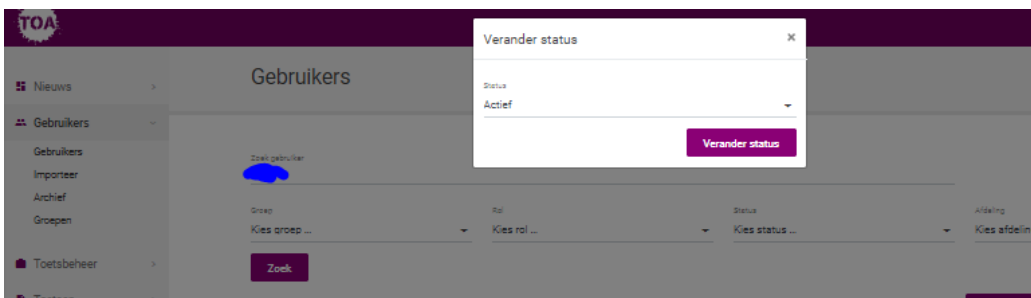 TOA
Verander status ×
Nieuws
Gebruikers
Status
Actief
Gebruikers
Verander status
Gebruikers
Zoek gebruiker
Importeer
Archief
Groepen
Groep Rol Status Afdeling
Kies groep ... Kies rol ... Kies status ... Kies afdelin
Toetsbeheer
Zoek